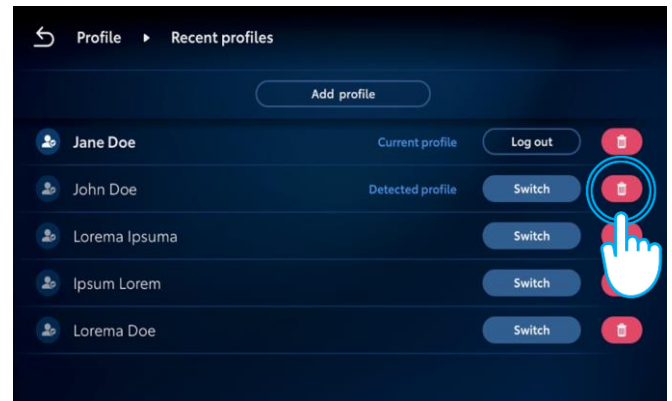 Profile ▸ Recent profiles
Add profile
Jane Doe Current profile Log out
John Doe Detected profile Switch
Lorema Ipsuma Switch
Ipsum Lorem Switch
Lorema Doe Switch